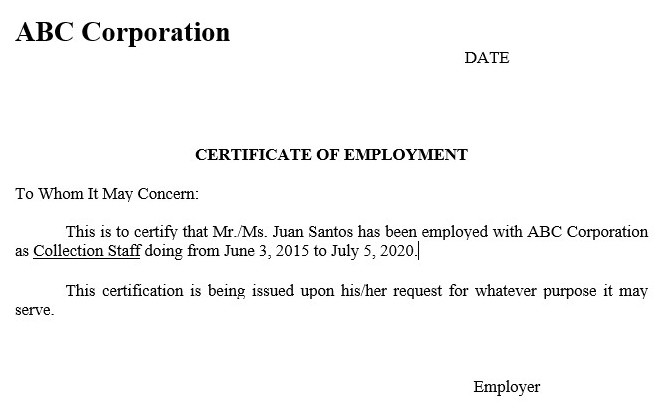 ABC Corporation
DATE
CERTIFICATE OF EMPLOYMENT
To Whom It May Concern:
This is to certify that Mr./Ms. Juan Santos has been employed with ABC Corporation
as Collection Staff doing from June 3, 2015 to July 5, 2020.
This certification is being issued upon his/her request for whatever purpose it may
serve.
Employer